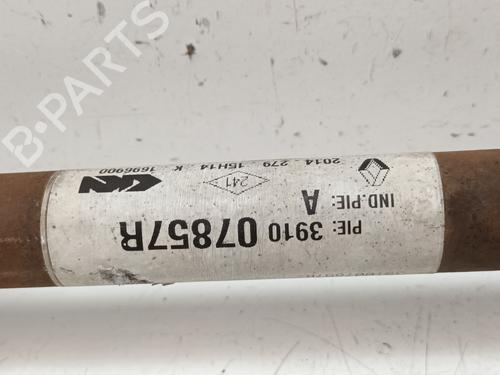 PIE: 3910 07857R
IND.PIE: A
241
2014 279 15H14 K 1696900
B-PARTS